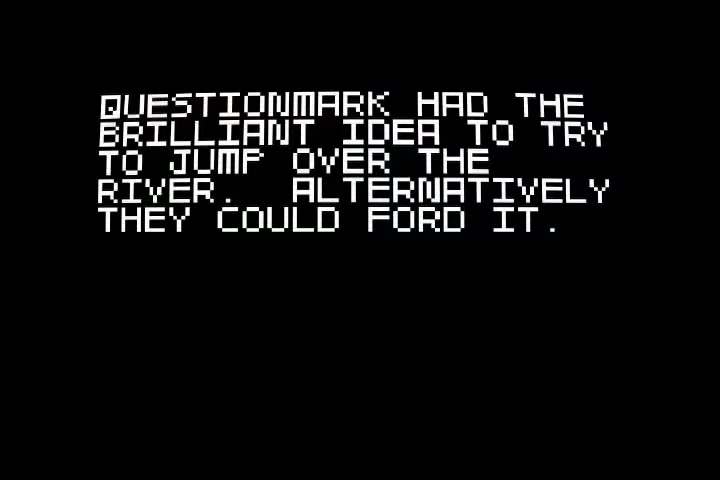 QUESTIONMARK HAD THE
BRILLIANT IDEA TO TRY
TO JUMP OVER THE
RIVER.  ALTERNATIVELY
THEY COULD FORD IT.